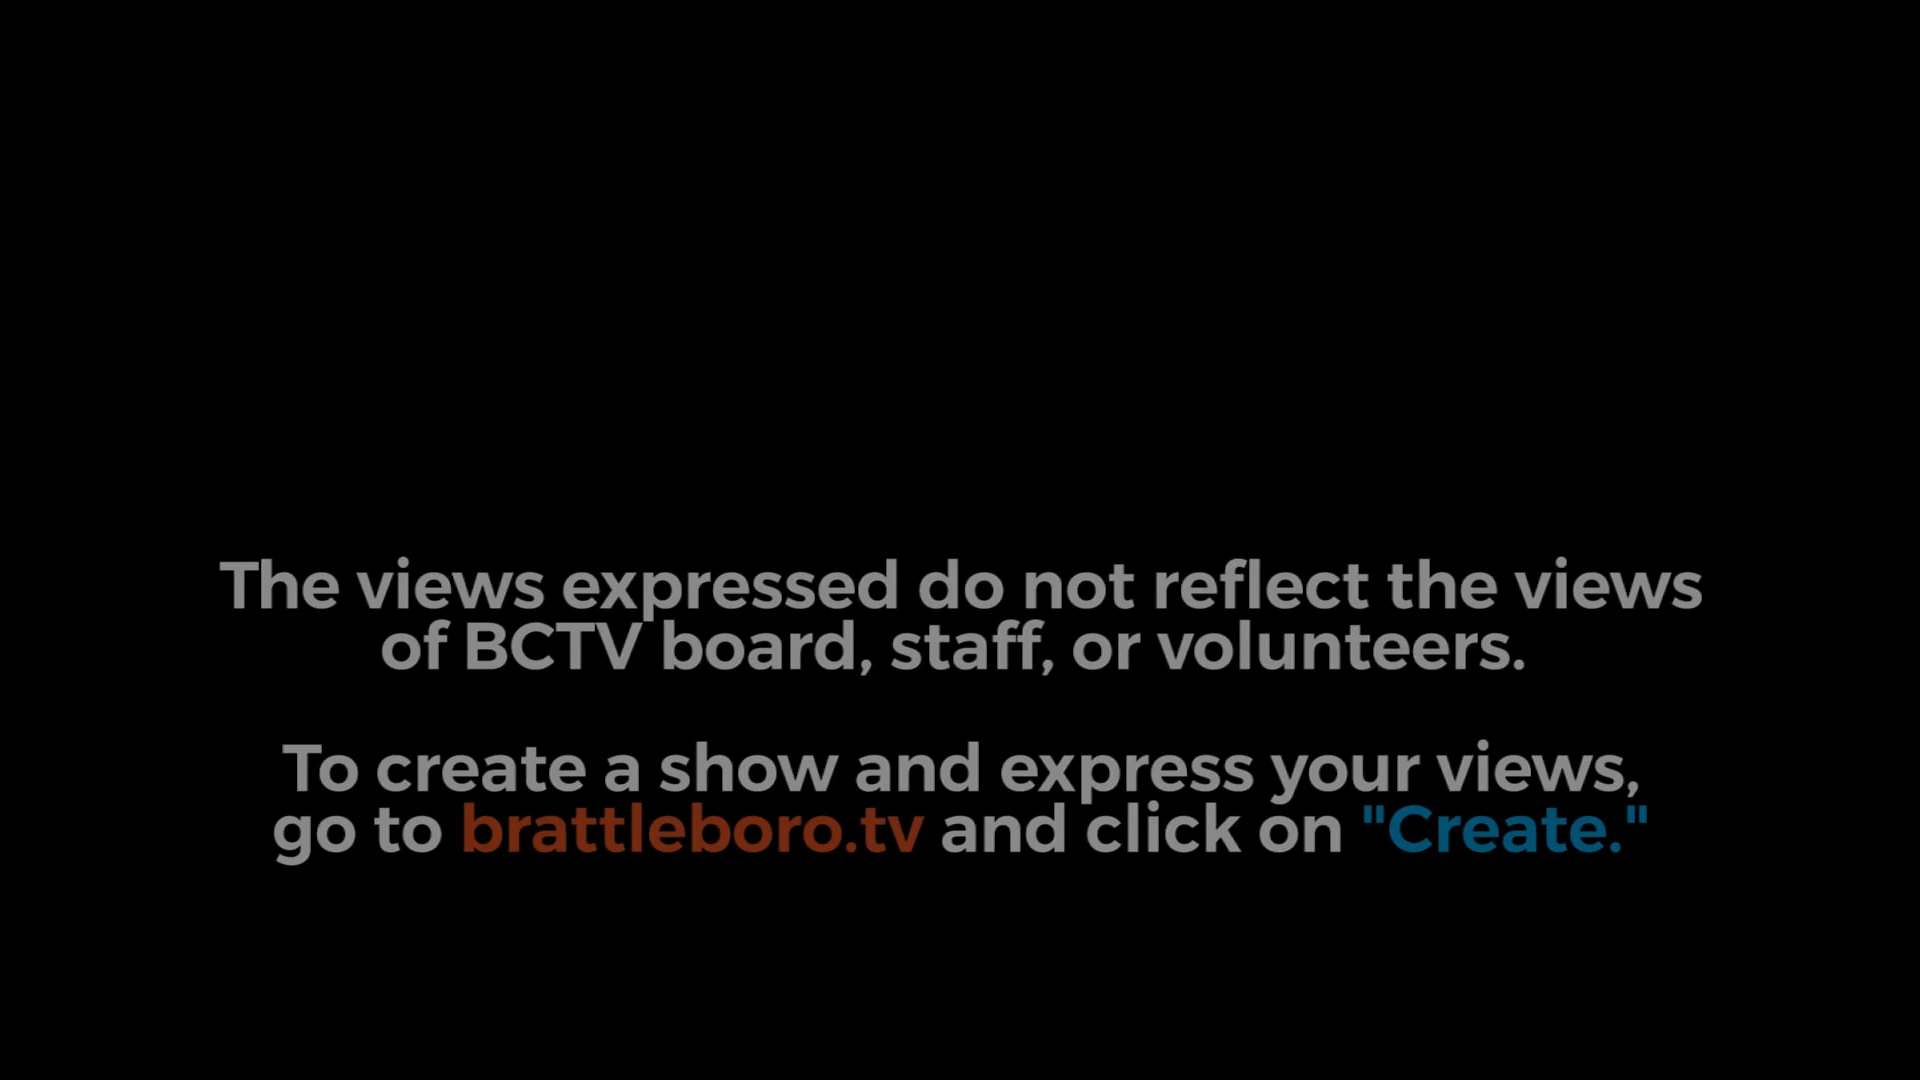 The views expressed do not reflect the views
of BCTV board, staff, or volunteers.
To create a show and express your views,
go to brattleboro.tv and click on "Create."